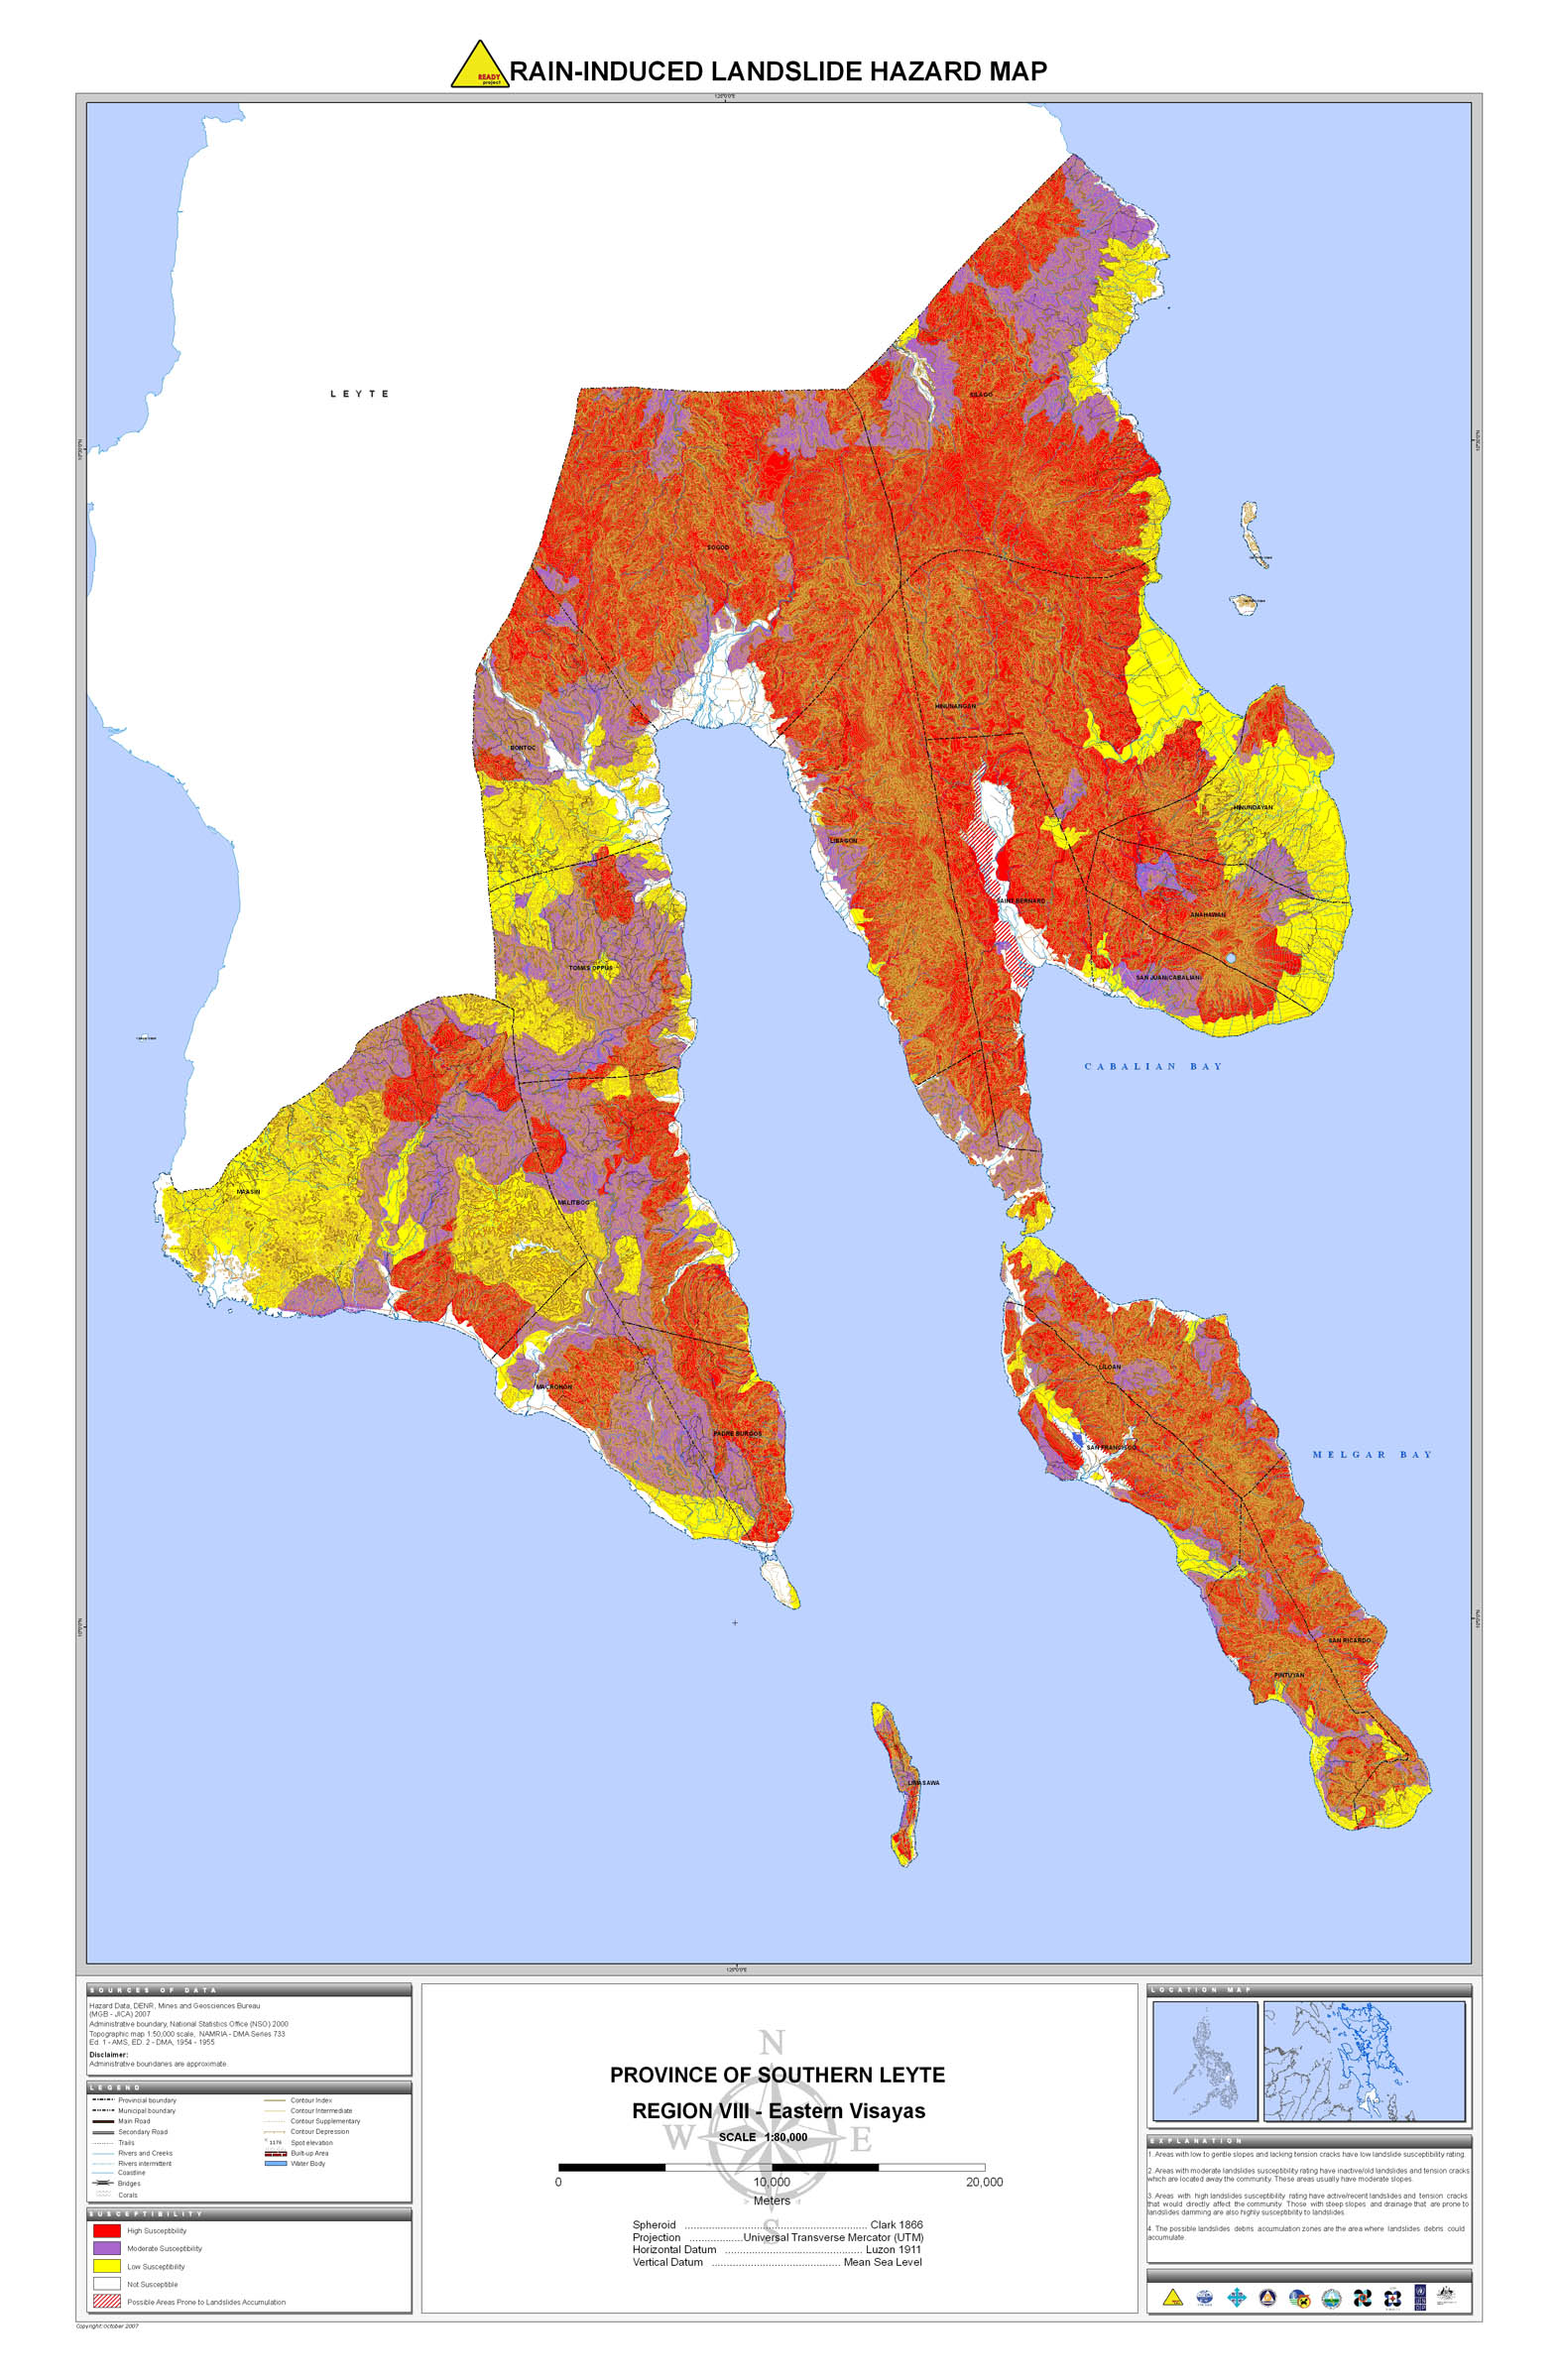 READY
project
RAIN-INDUCED LANDSLIDE HAZARD MAP
125°0'0"E
LEYTE
SILAGO
SOGOD
HINUNANGAN
BONTOC
HINUNDAYAN
LIBAGON
SAINT BERNARD
ANAHAWAN
TOMAS OPPUS
SAN JUAN(CABALIAN)
CABALIAN BAY
MAASIN
MALITBOG
LILOAN
MACROHON
PADRE BURGOS
SAN FRANCISCO
MELGAR BAY
SAN RICARDO
PINTUYAN
LIMASAWA
125°0'0"E
SOURCES OF DATA
Hazard Data, DENR, Mines and Geosciences Bureau
(MGB - JICA) 2007
Administrative boundary, National Statistics Office (NSO) 2000
Topographic map 1:50,000 scale, NAMRIA - DMA Series 733
Ed. 1 - AMS, ED. 2 - DMA, 1954 - 1955
Disclaimer:
Administrative boundaries are approximate.
LEGEND
Provincial boundary
Municipal boundary
Main Road
Secondary Road
Trails
Rivers and Creeks
Rivers intermittent
Coastline
Bridges
Corals
Contour Index
Contour Intermediate
Contour Supplementary
Contour Depression
1176 Spot elevation
Built-up Area
Water Body
SUSCEPTIBILITY
High Susceptibility
Moderate Susceptibility
Low Susceptibility
Not Susceptible
Possible Areas Prone to Landslides Accumulation
N
PROVINCE OF SOUTHERN LEYTE
REGION VIII - Eastern Visayas
W
E
SCALE 1:80,000
0 10,000 20,000
Meters
S
Spheroid ........ Clark 1866
Projection ........ Universal Transverse Mercator (UTM)
Horizontal Datum ........ Luzon 1911
Vertical Datum ........ Mean Sea Level
LOCATION MAP
EXPLANATION
1. Areas with low to gentle slopes and lacking tension cracks have low landslide susceptibility rating.
2. Areas with moderate landslides susceptibility rating have inactive/old landslides and tension cracks
which are located away the community. These areas usually have moderate slopes.
3. Areas with high landslides susceptibility rating have active/recent landslides and tension cracks
that would directly affect the community. Those with steep slopes and drainage that are prone to
landslides damming are also highly susceptibility to landslides.
4. The possible landslides debris accumulation zones are the area where landslides debris could
accumulate.
Copyright October 2007